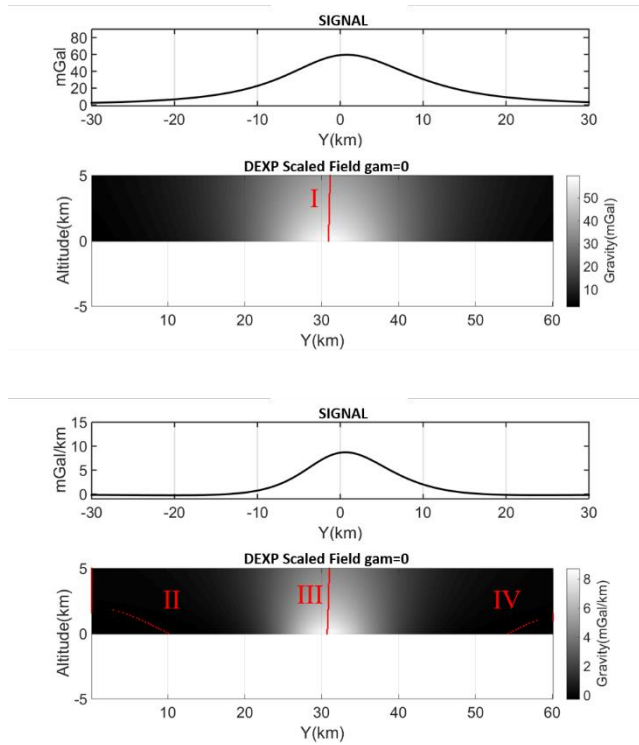 SIGNAL
80
60
40
20
0
mGal
-30 -20 -10 0 10 20 30
Y(km)
DEXP Scaled Field gam=0
5
0
-5
Altitude(km)
I
10 20 30 40 50 60
Y(km)
50
40
30
20
10
Gravity(mGal)
SIGNAL
15
10
5
0
mGal/km
-30 -20 -10 0 10 20 30
Y(km)
DEXP Scaled Field gam=0
5
0
-5
Altitude(km)
II III IV
10 20 30 40 50 60
Y(km)
8
6
4
2
0
Gravity(mGal/km)